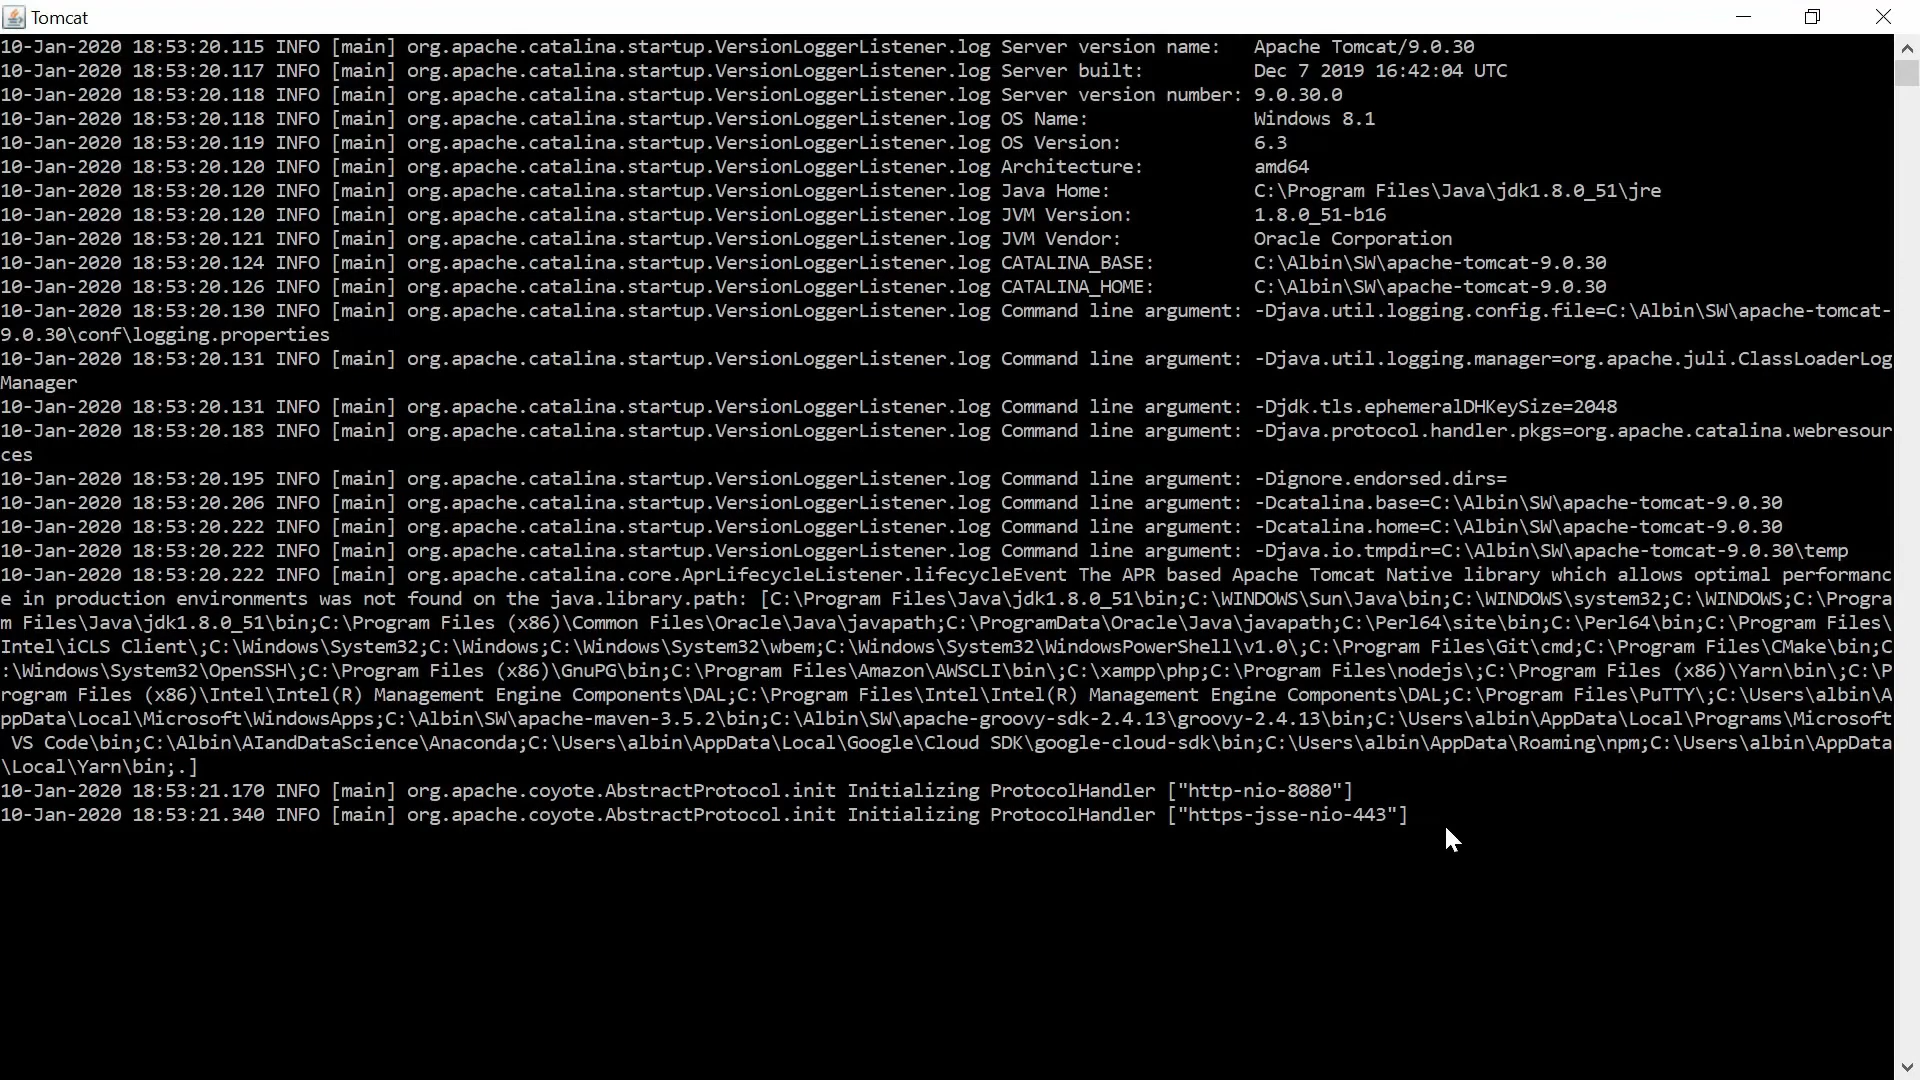 Tomcat
10-Jan-2020 18:53:20.115 INFO [main] org.apache.catalina.startup.VersionLoggerListener.log Server version name:   Apache Tomcat/9.0.30
10-Jan-2020 18:53:20.117 INFO [main] org.apache.catalina.startup.VersionLoggerListener.log Server built:          Dec 7 2019 16:42:04 UTC
10-Jan-2020 18:53:20.118 INFO [main] org.apache.catalina.startup.VersionLoggerListener.log Server version number: 9.0.30.0
10-Jan-2020 18:53:20.118 INFO [main] org.apache.catalina.startup.VersionLoggerListener.log OS Name:               Windows 8.1
10-Jan-2020 18:53:20.119 INFO [main] org.apache.catalina.startup.VersionLoggerListener.log OS Version:            6.3
10-Jan-2020 18:53:20.120 INFO [main] org.apache.catalina.startup.VersionLoggerListener.log Architecture:          amd64
10-Jan-2020 18:53:20.120 INFO [main] org.apache.catalina.startup.VersionLoggerListener.log Java Home:             C:\Program Files\Java\jdk1.8.0_51\jre
10-Jan-2020 18:53:20.120 INFO [main] org.apache.catalina.startup.VersionLoggerListener.log JVM Version:           1.8.0_51-b16
10-Jan-2020 18:53:20.121 INFO [main] org.apache.catalina.startup.VersionLoggerListener.log JVM Vendor:            Oracle Corporation
10-Jan-2020 18:53:20.124 INFO [main] org.apache.catalina.startup.VersionLoggerListener.log CATALINA_BASE:         C:\Albin\SW\apache-tomcat-9.0.30
10-Jan-2020 18:53:20.126 INFO [main] org.apache.catalina.startup.VersionLoggerListener.log CATALINA_HOME:         C:\Albin\SW\apache-tomcat-9.0.30
10-Jan-2020 18:53:20.130 INFO [main] org.apache.catalina.startup.VersionLoggerListener.log Command line argument: -Djava.util.logging.config.file=C:\Albin\SW\apache-tomcat-
9.0.30\conf\logging.properties
10-Jan-2020 18:53:20.131 INFO [main] org.apache.catalina.startup.VersionLoggerListener.log Command line argument: -Djava.util.logging.manager=org.apache.juli.ClassLoaderLog
Manager
10-Jan-2020 18:53:20.131 INFO [main] org.apache.catalina.startup.VersionLoggerListener.log Command line argument: -Djdk.tls.ephemeralDHKeySize=2048
10-Jan-2020 18:53:20.183 INFO [main] org.apache.catalina.startup.VersionLoggerListener.log Command line argument: -Djava.protocol.handler.pkgs=org.apache.catalina.webresour
ces
10-Jan-2020 18:53:20.195 INFO [main] org.apache.catalina.startup.VersionLoggerListener.log Command line argument: -Dignore.endorsed.dirs=
10-Jan-2020 18:53:20.206 INFO [main] org.apache.catalina.startup.VersionLoggerListener.log Command line argument: -Dcatalina.base=C:\Albin\SW\apache-tomcat-9.0.30
10-Jan-2020 18:53:20.222 INFO [main] org.apache.catalina.startup.VersionLoggerListener.log Command line argument: -Dcatalina.home=C:\Albin\SW\apache-tomcat-9.0.30
10-Jan-2020 18:53:20.222 INFO [main] org.apache.catalina.startup.VersionLoggerListener.log Command line argument: -Djava.io.tmpdir=C:\Albin\SW\apache-tomcat-9.0.30\temp
10-Jan-2020 18:53:20.222 INFO [main] org.apache.catalina.core.AprLifecycleListener.lifecycleEvent The APR based Apache Tomcat Native library which allows optimal performanc
e in production environments was not found on the java.library.path: [C:\Program Files\Java\jdk1.8.0_51\bin;C:\WINDOWS\Sun\Java\bin;C:\WINDOWS\system32;C:\WINDOWS;C:\Progra
m Files\Java\jdk1.8.0_51\bin;C:\Program Files (x86)\Common Files\Oracle\Java\javapath;C:\ProgramData\Oracle\Java\javapath;C:\Perl64\site\bin;C:\Perl64\bin;C:\Program Files\
Intel\iCLS Client\;C:\Windows\System32;C:\Windows;C:\Windows\System32\wbem;C:\Windows\System32\WindowsPowerShell\v1.0\;C:\Program Files\Git\cmd;C:\Program Files\CMake\bin;C
:\Windows\System32\OpenSSH\;C:\Program Files (x86)\GnuPG\bin;C:\Program Files\Amazon\AWSCLI\bin\;C:\xampp\php;C:\Program Files\nodejs\;C:\Program Files (x86)\Yarn\bin\;C:\P
rogram Files (x86)\Intel\Intel(R) Management Engine Components\DAL;C:\Program Files\Intel\Intel(R) Management Engine Components\DAL;C:\Program Files\PuTTY\;C:\Users\albin\A
ppData\Local\Microsoft\WindowsApps;C:\Albin\SW\apache-maven-3.5.2\bin;C:\Albin\SW\apache-groovy-sdk-2.4.13\groovy-2.4.13\bin;C:\Users\albin\AppData\Local\Programs\Microsoft
 VS Code\bin;C:\Albin\AIandDataScience\Anaconda;C:\Users\albin\AppData\Local\Google\Cloud SDK\google-cloud-sdk\bin;C:\Users\albin\AppData\Roaming\npm;C:\Users\albin\AppData
\Local\Yarn\bin;.]
10-Jan-2020 18:53:21.170 INFO [main] org.apache.coyote.AbstractProtocol.init Initializing ProtocolHandler ["http-nio-8080"]
10-Jan-2020 18:53:21.340 INFO [main] org.apache.coyote.AbstractProtocol.init Initializing ProtocolHandler ["https-jsse-nio-443"]